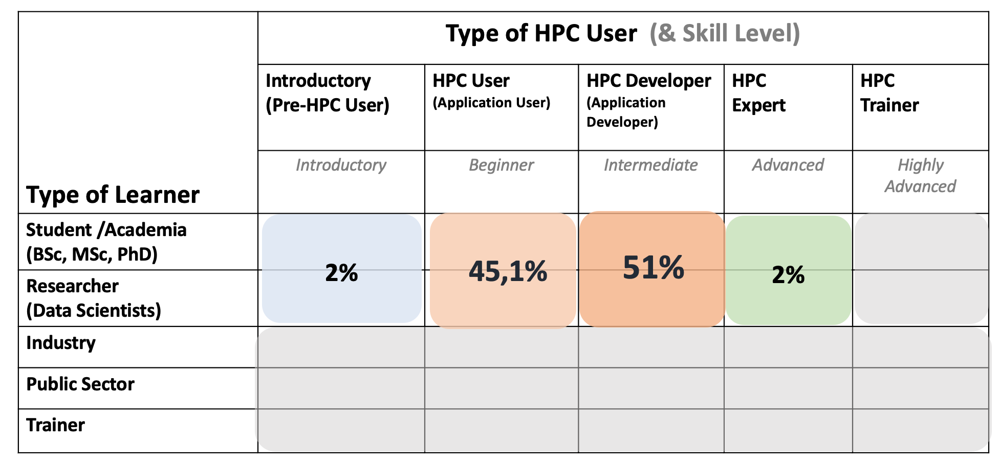 Type of HPC User (& Skill Level)
Introductory
(Pre-HPC User)
HPC User
(Application User)
HPC Developer
(Application
Developer)
HPC
Expert
HPC
Trainer
Type of Learner
Introductory
Beginner
Intermediate
Advanced
Highly
Advanced
Student /Academia
(BSc, MSc, PhD)
Researcher
(Data Scientists)
2%
45,1%
51%
2%
Industry
Public Sector
Trainer